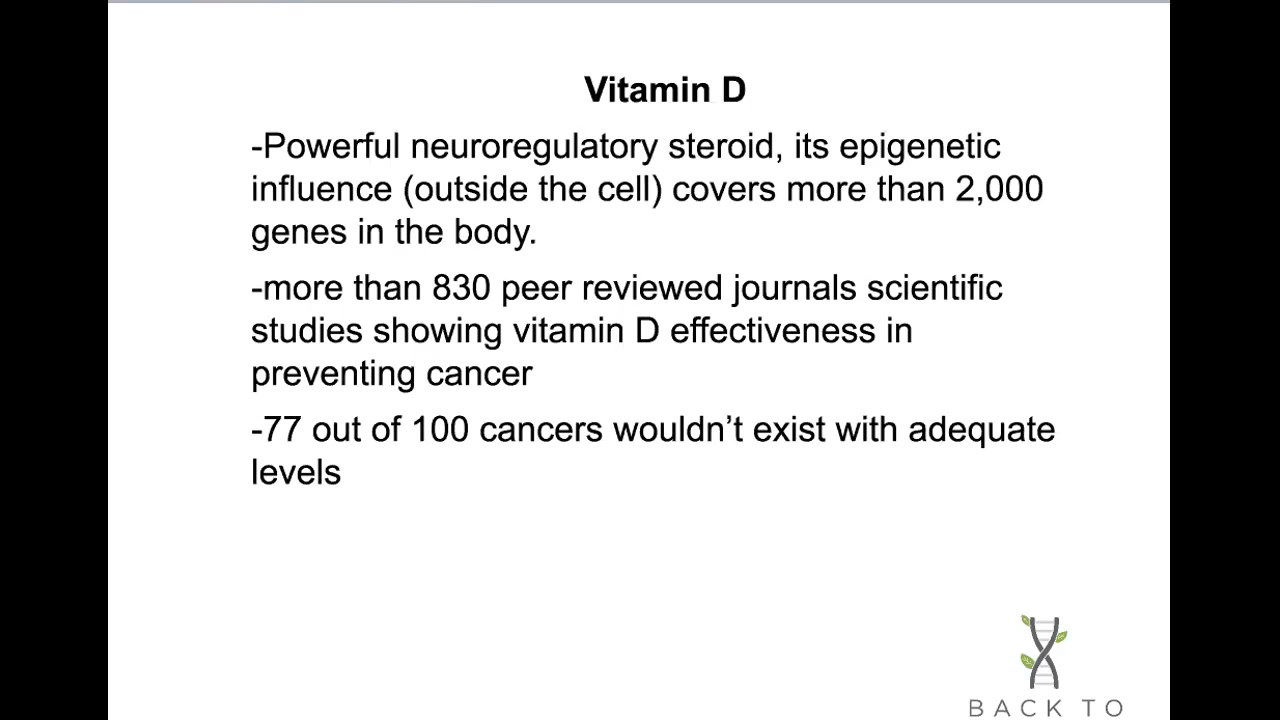 Vitamin D
-Powerful neuroregulatory steroid, its epigenetic
influence (outside the cell) covers more than 2,000
genes in the body.
-more than 830 peer reviewed journals scientific
studies showing vitamin D effectiveness in
preventing cancer
-77 out of 100 cancers wouldn’t exist with adequate
levels
BACK TO